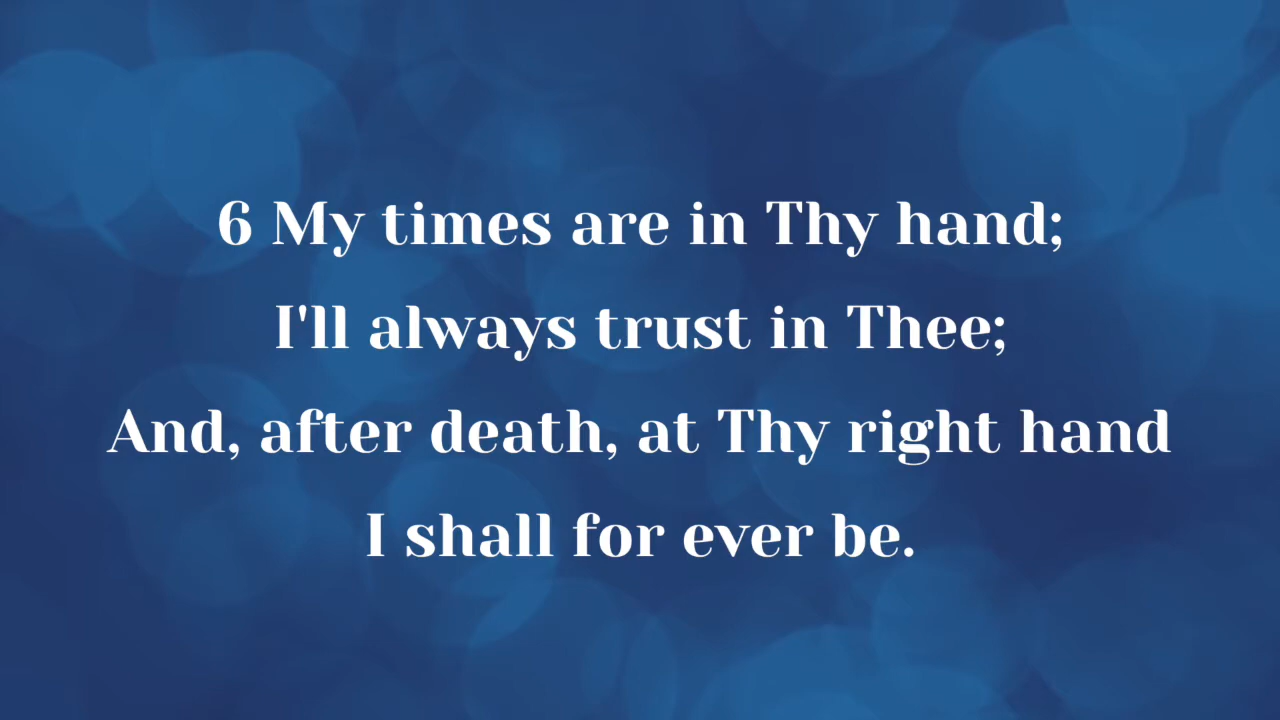 6 My times are in Thy hand;
I'll always trust in Thee;
And, after death, at Thy right hand
I shall for ever be.